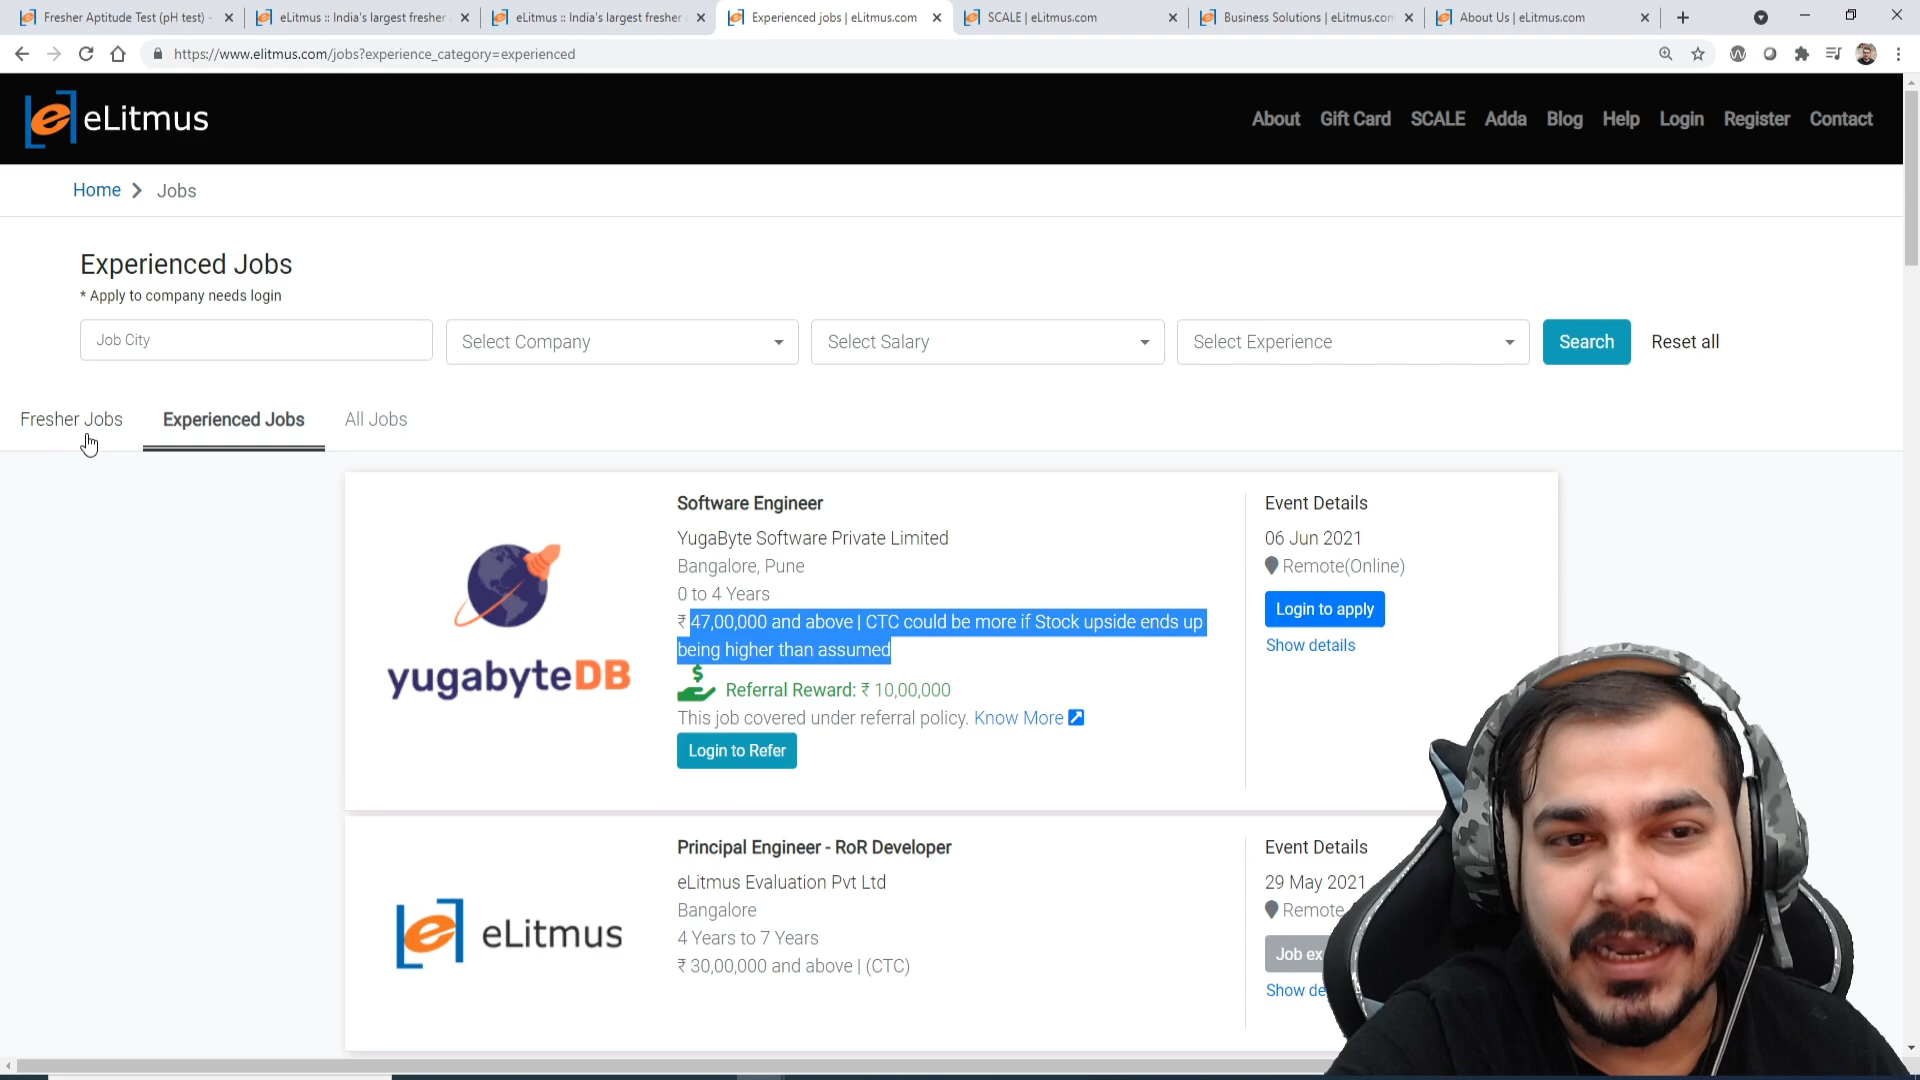 Fresher Aptitude Test (pH test) -
eLitmus :: India's largest fresher
eLitmus :: India's largest fresher
Experienced jobs | eLitmus.com
SCALE | eLitmus.com
Business Solutions | eLitmus.com
About Us | eLitmus.com
https://www.elitmus.com/jobs?experience_category=experienced
eLitmus
About Gift Card SCALE Adda Blog Help Login Register Contact
Home > Jobs
Experienced Jobs
* Apply to company needs login
Job City Select Company Select Salary Select Experience Search Reset all
Fresher Jobs Experienced Jobs All Jobs
yugabyteDB
Software Engineer
YugaByte Software Private Limited
Bangalore, Pune
0 to 4 Years
₹ 47,00,000 and above | CTC could be more if Stock upside ends up
being higher than assumed
Referral Reward: ₹ 10,00,000
This job covered under referral policy. Know More
Login to Refer
Event Details
06 Jun 2021
Remote(Online)
Login to apply
Show details
eLitmus
Principal Engineer - RoR Developer
eLitmus Evaluation Pvt Ltd
Bangalore
4 Years to 7 Years
₹ 30,00,000 and above | (CTC)
Event Details
29 May 2021
Remote
Job ex
Show de